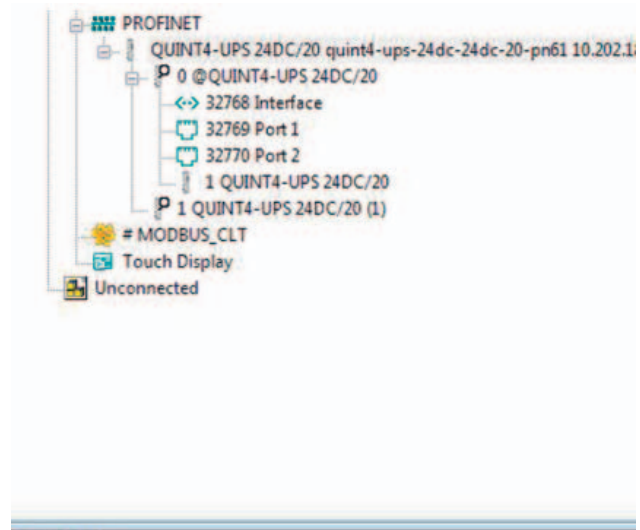 PROFINET
QUINT4-UPS 24DC/20 quint4-ups-24dc-24dc-20-pn61 10.202.18
0 @QUINT4-UPS 24DC/20
32768 Interface
32769 Port 1
32770 Port 2
1 QUINT4-UPS 24DC/20
1 QUINT4-UPS 24DC/20 (1)
# MODBUS_CLT
Touch Display
Unconnected